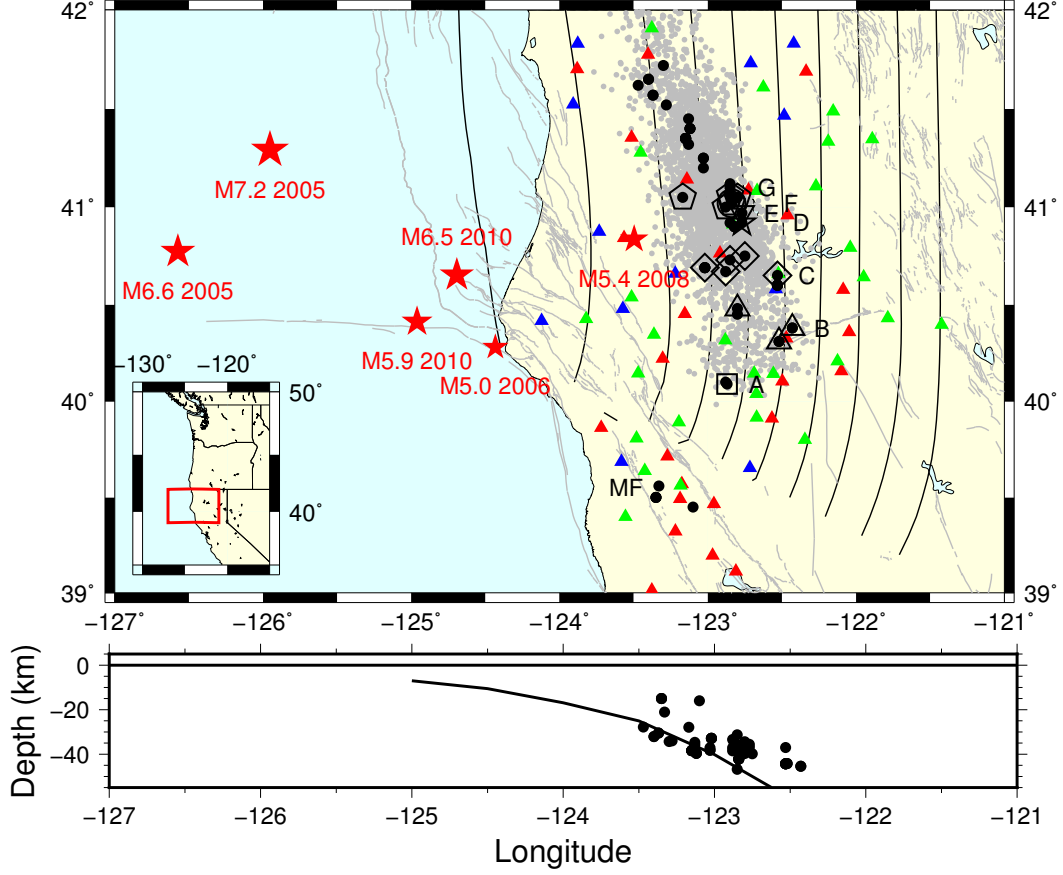 42˚ 42˚
G
F
M7.2 2005
41˚ E 41˚
D
M6.5 2010
M5.4 2008
C
M6.6 2005
B
M5.9 2010
−130˚ −120˚
M5.0 2006
A
40˚ 40˚
50˚
MF
40˚
39˚ 39˚
−127 −126 −125 −124 −123 −122 −121
0
−20
−40
Depth (km)
−127 −126 −125 −124 −123 −122 −121
Longitude